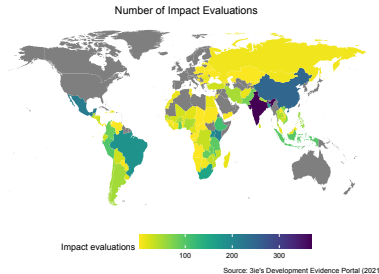 Number of Impact Evaluations
Impact evaluations
100 200 300
Source: 3ie's Development Evidence Portal (2021